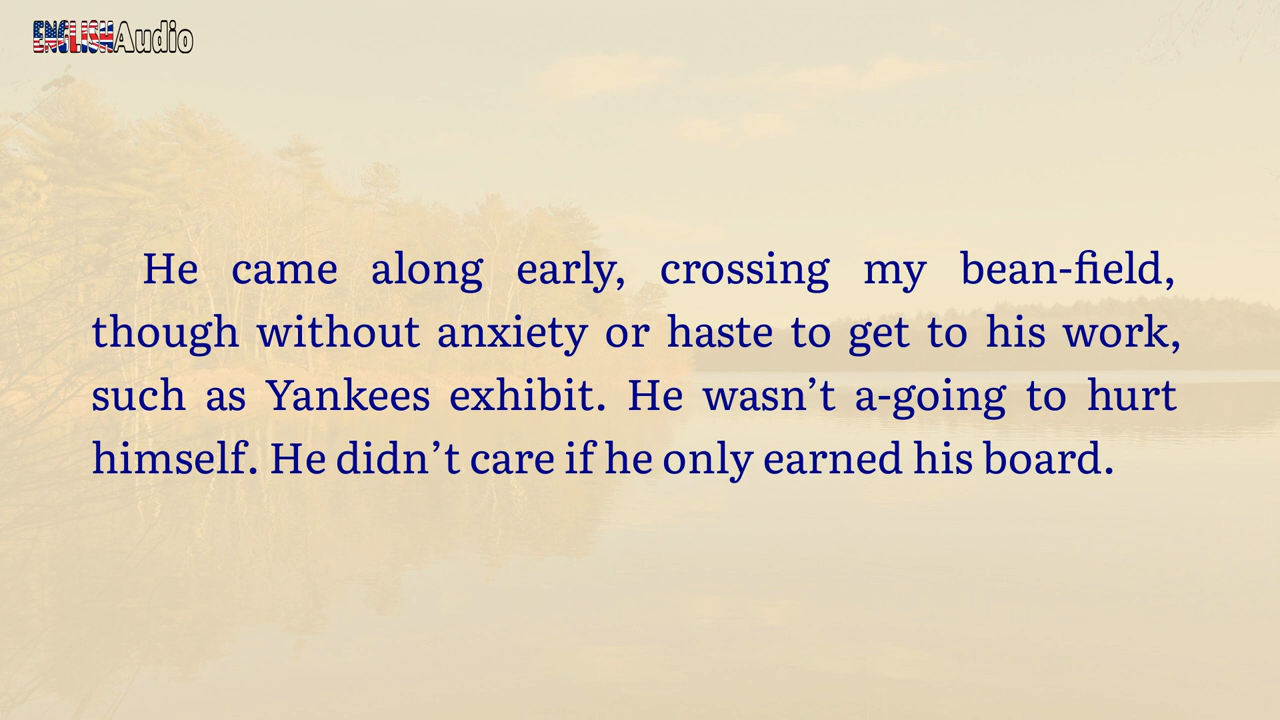 ENGLISHAudio
He came along early, crossing my bean-field,
though without anxiety or haste to get to his work,
such as Yankees exhibit. He wasn’t a-going to hurt
himself. He didn’t care if he only earned his board.